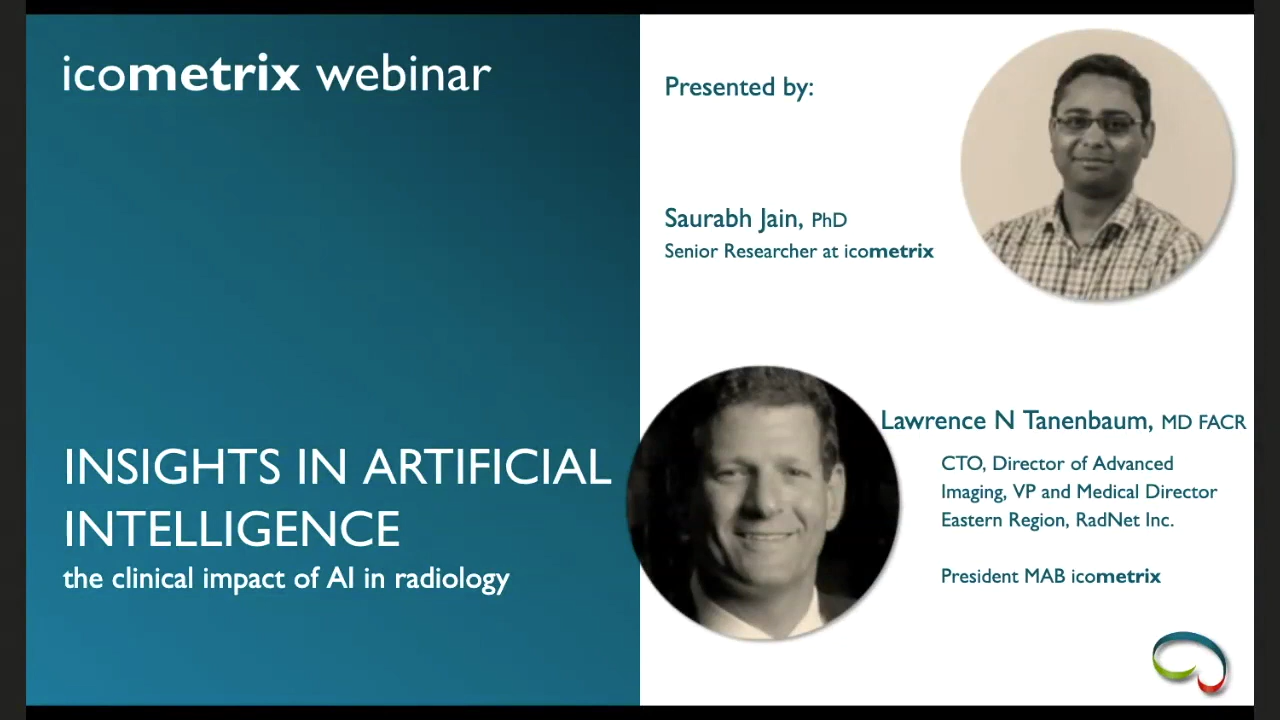 icometrix webinar
INSIGHTS IN ARTIFICIAL
INTELLIGENCE
the clinical impact of AI in radiology
Presented by:
Saurabh Jain, PhD
Senior Researcher at icometrix
Lawrence N Tanenbaum, MD FACR
CTO, Director of Advanced
Imaging, VP and Medical Director
Eastern Region, RadNet Inc.
President MAB icometrix